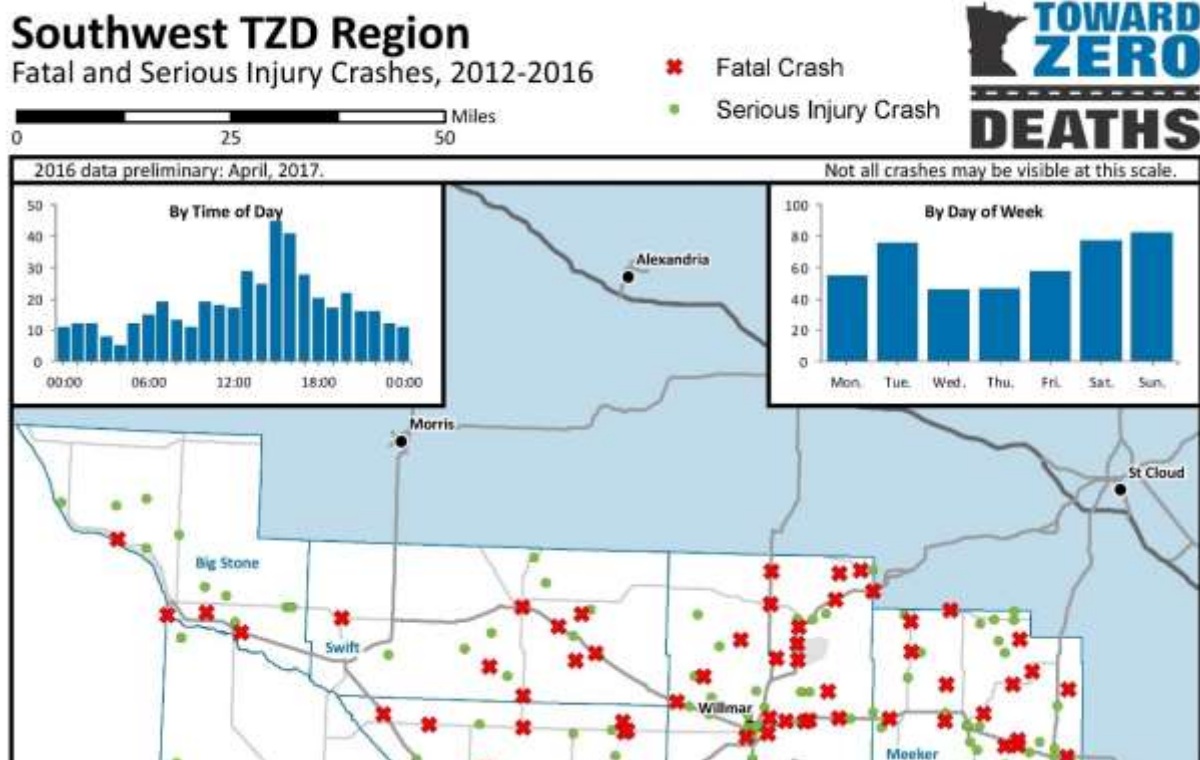 Southwest TZD Region
Fatal and Serious Injury Crashes, 2012-2016
Miles
0 25 50
Fatal Crash
Serious Injury Crash
TOWARD
ZERO
DEATHS
2016 data preliminary: April, 2017.
Not all crashes may be visible at this scale.
By Time of Day
50
40
30
20
10
0
00:00 06:00 12:00 18:00 00:00
By Day of Week
100
80
60
40
20
0
Mon. Tue. Wed. Thu. Fri. Sat. Sun.
Alexandria
Morris
St Cloud
Big Stone
Swift
Willmar
Meeker